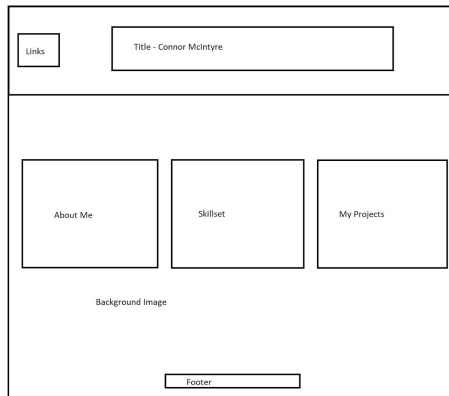 Links
Title - Connor McIntyre
About Me
Skillset
My Projects
Background Image
Footer